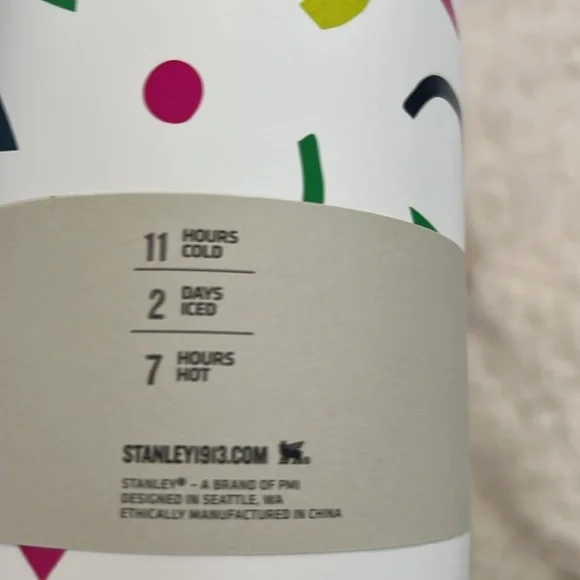 11 HOURS COLD
2 DAYS ICED
7 HOURS HOT
STANLEY1913.COM
STANLEY® – A BRAND OF PMI
DESIGNED IN SEATTLE, WA
ETHICALLY MANUFACTURED IN CHINA